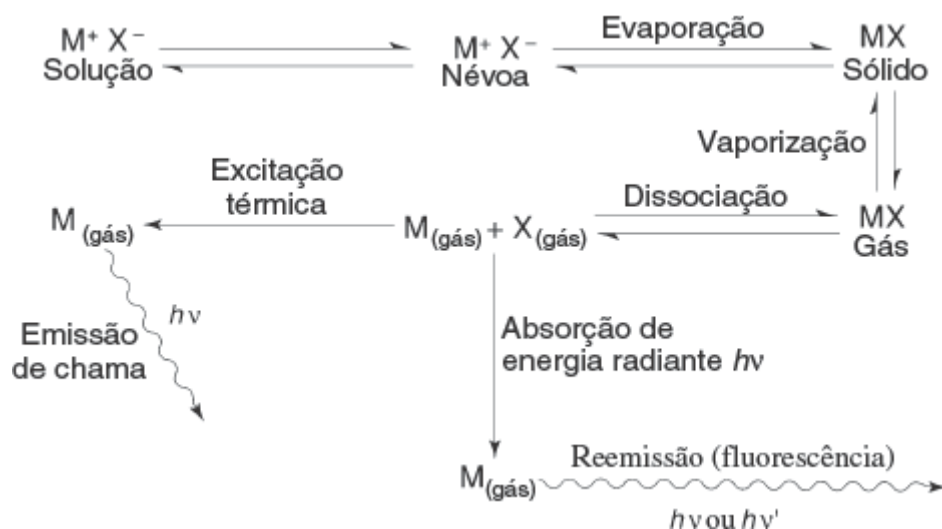 M⁺ X⁻
Solução
M⁺ X⁻
Névoa
Evaporação
MX
Sólido
Vaporização
Excitação
térmica
Dissociação
M(gás)
M(gás) + X(gás)
MX
Gás
hν
Emissão
de chama
Absorção de
energia radiante hν
M(gás)
Reemissão (fluorescência)
hν ou hν'